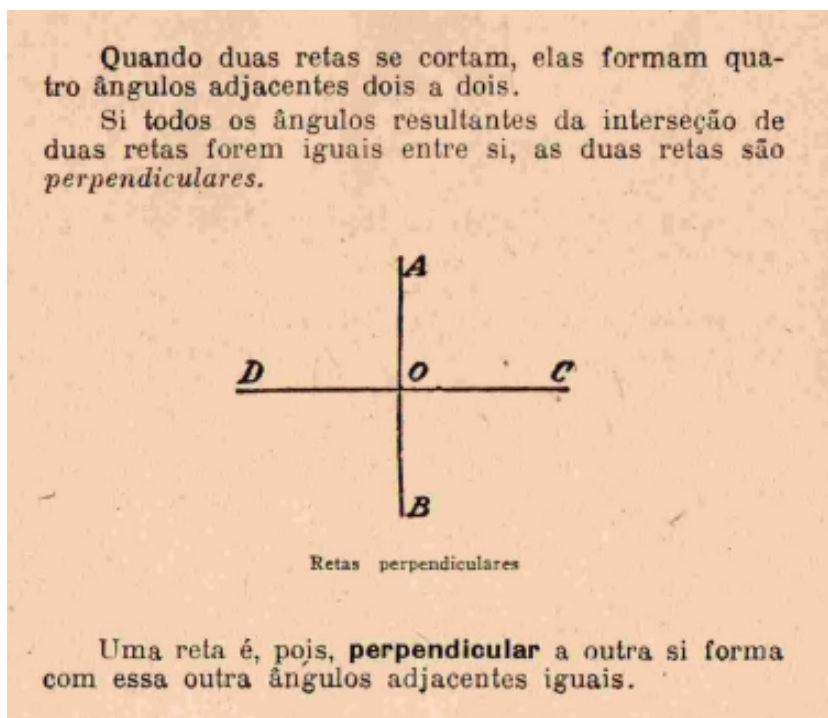 Quando duas retas se cortam, elas formam qua-
tro ângulos adjacentes dois a dois.
Si todos os ângulos resultantes da interseção de
duas retas forem iguais entre si, as duas retas são
perpendiculares.
A
D O C
B
Retas perpendiculares
Uma reta é, pois, perpendicular a outra si forma
com essa outra ângulos adjacentes iguais.